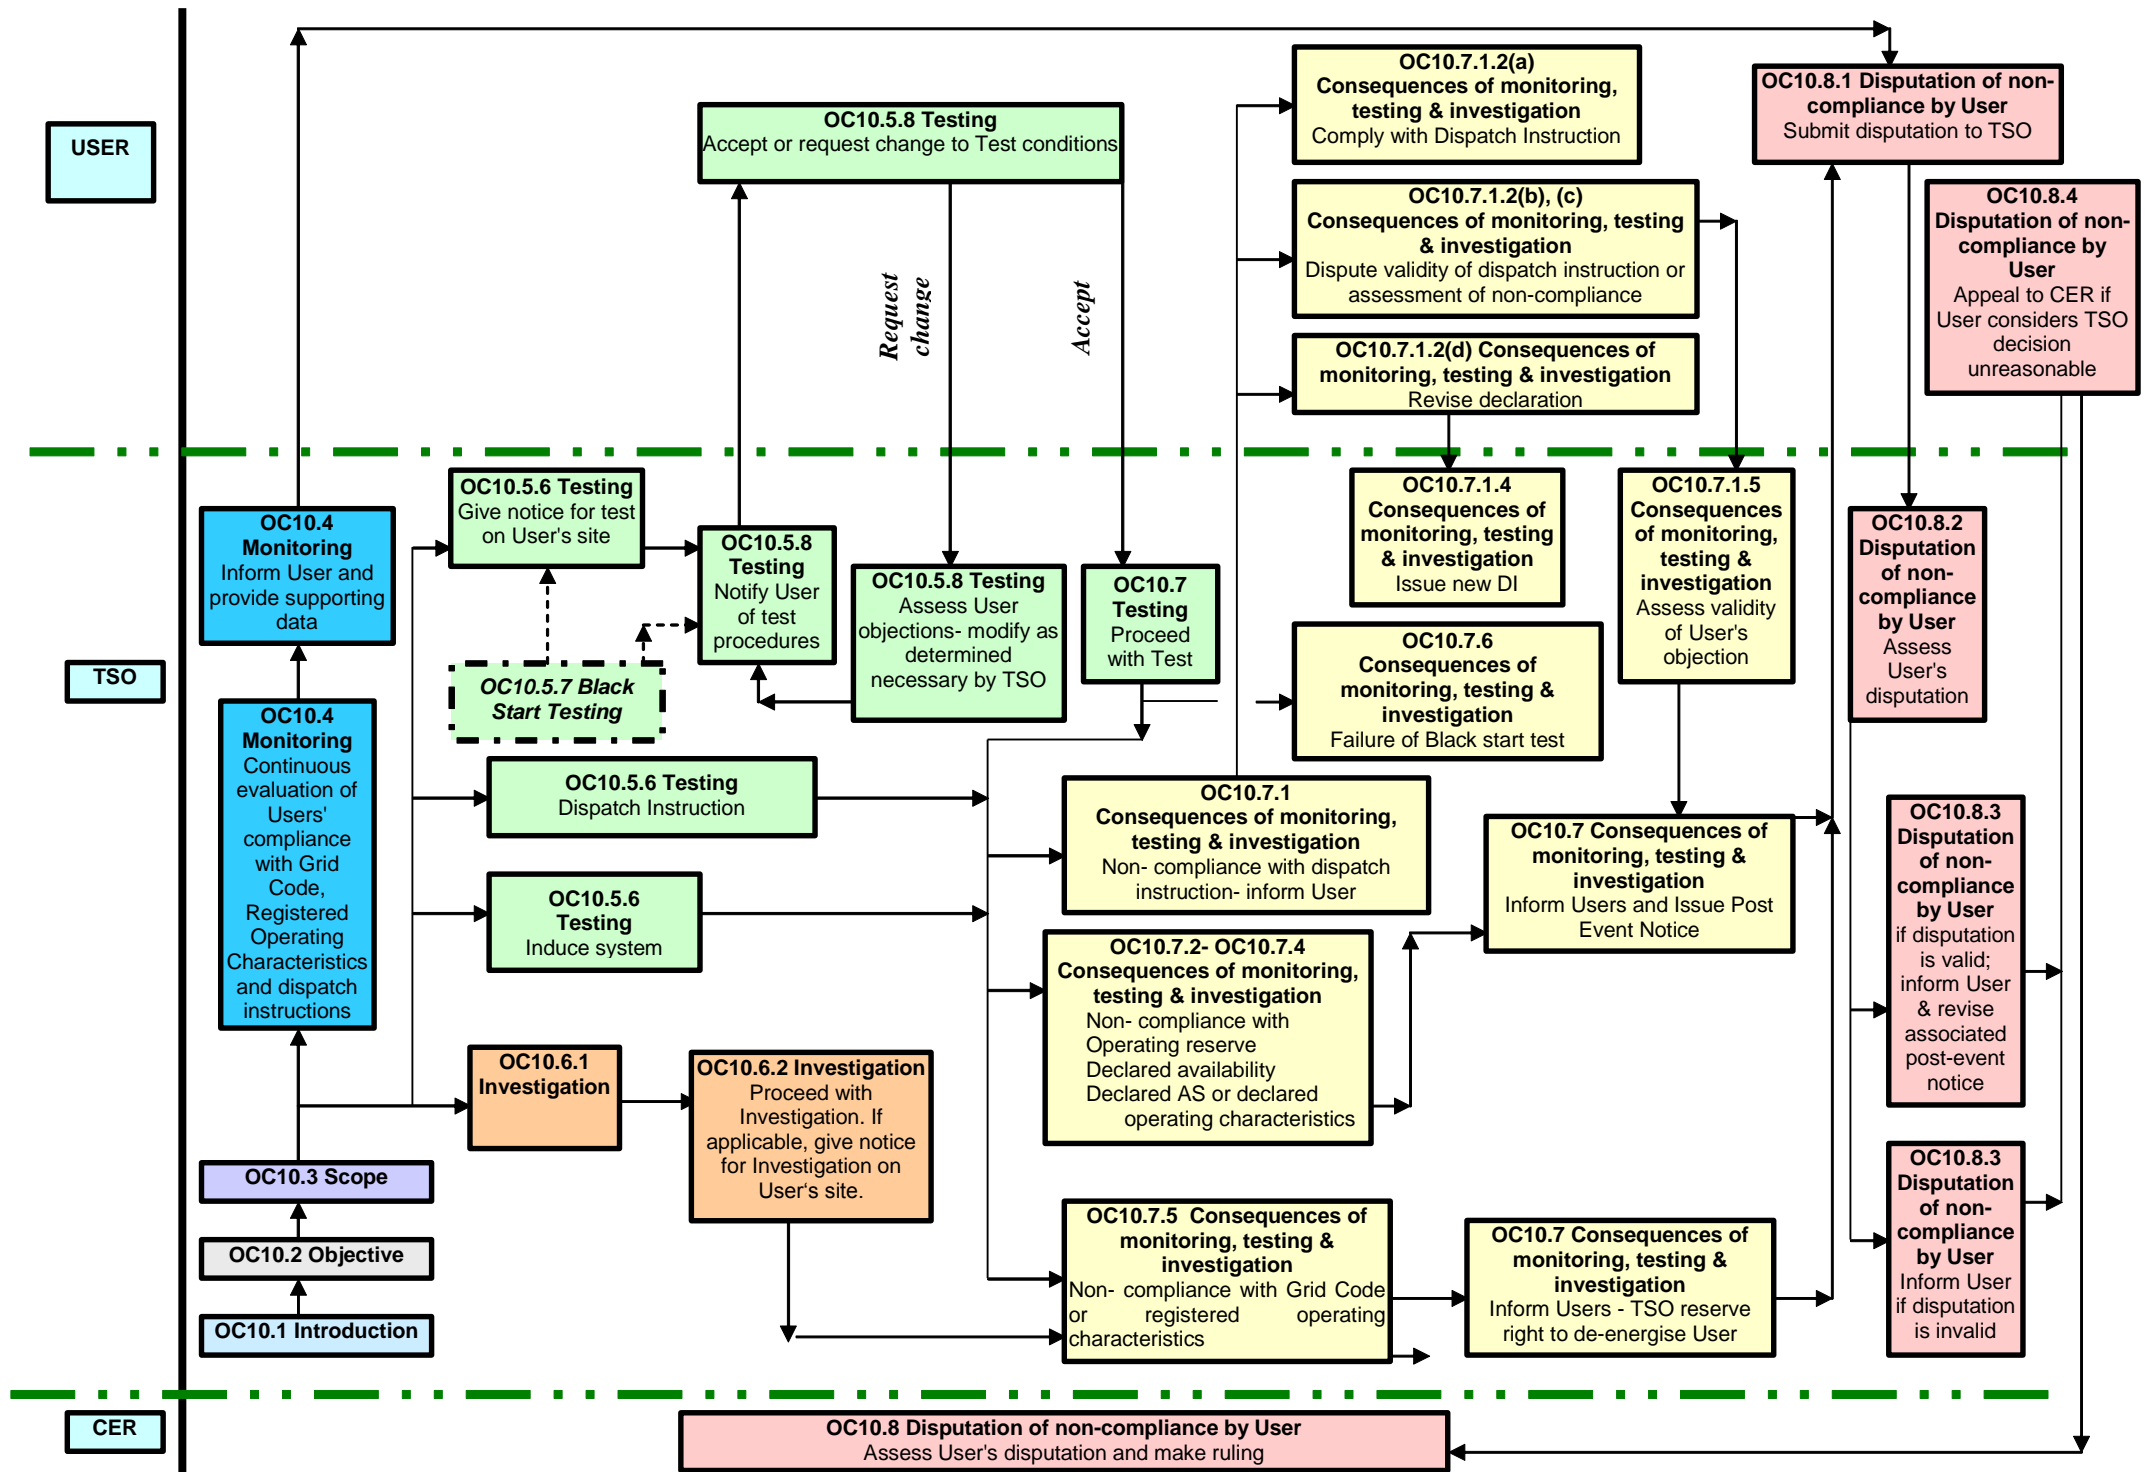 USER
OC10.5.8 Testing
Accept or request change to Test conditions
Request
change
Accept
OC10.7.1.2(a)
Consequences of monitoring,
testing & investigation
Comply with Dispatch Instruction
OC10.7.1.2(b), (c)
Consequences of monitoring, testing
& investigation
Dispute validity of dispatch instruction or
assessment of non-compliance
OC10.7.1.2(d) Consequences of
monitoring, testing & investigation
Revise declaration
OC10.8.1 Disputation of non-
compliance by User
Submit disputation to TSO
OC10.8.4
Disputation of non-
compliance by
User
Appeal to CER if
User considers TSO
decision
unreasonable
TSO
OC10.4
Monitoring
Inform User and
provide supporting
data
OC10.4
Monitoring
Continuous
evaluation of
Users'
compliance
with Grid
Code,
Registered
Operating
Characteristics
and dispatch
instructions
OC10.3 Scope
OC10.2 Objective
OC10.1 Introduction
OC10.5.6 Testing
Give notice for test
on User's site
OC10.5.7 Black
Start Testing
OC10.5.8
Testing
Notify User
of test
procedures
OC10.5.8 Testing
Assess User
objections- modify as
determined
necessary by TSO
OC10.7
Testing
Proceed
with Test
OC10.5.6 Testing
Dispatch Instruction
OC10.5.6
Testing
Induce system
OC10.6.1
Investigation
OC10.6.2 Investigation
Proceed with
Investigation. If
applicable, give notice
for Investigation on
User‘s site.
OC10.7.1.4
Consequences of
monitoring, testing
& investigation
Issue new DI
OC10.7.6
Consequences of
monitoring, testing &
investigation
Failure of Black start test
OC10.7.1.5
Consequences
of monitoring,
testing &
investigation
Assess validity
of User's
objection
OC10.7.1
Consequences of monitoring,
testing & investigation
Non- compliance with dispatch
instruction- inform User
OC10.7.2- OC10.7.4
Consequences of monitoring,
testing & investigation
Non- compliance with
Operating reserve
Declared availability
Declared AS or declared
operating characteristics
OC10.7.5 Consequences of
monitoring, testing &
investigation
Non- compliance with Grid Code
or registered operating
characteristics
OC10.7 Consequences of
monitoring, testing &
investigation
Inform Users and Issue Post
Event Notice
OC10.7 Consequences of
monitoring, testing &
investigation
Inform Users - TSO reserve
right to de-energise User
OC10.8.2
Disputation
of non-
compliance
by User
Assess
User's
disputation
OC10.8.3
Disputation
of non-
compliance
by User
if disputation
is valid;
inform User
& revise
associated
post-event
notice
OC10.8.3
Disputation
of non-
compliance
by User
Inform User
if disputation
is invalid
CER
OC10.8 Disputation of non-compliance by User
Assess User's disputation and make ruling